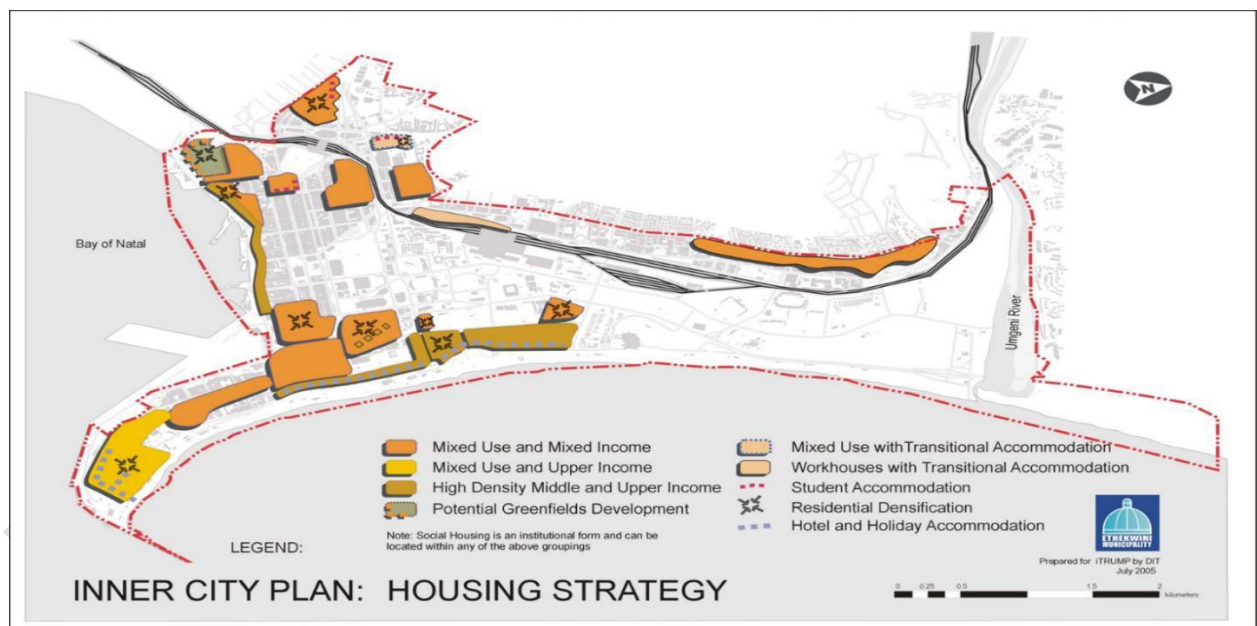 N
Bay of Natal
Umgeni River
Mixed Use and Mixed Income
Mixed Use and Upper Income
High Density Middle and Upper Income
Potential Greenfields Development
Mixed Use with Transitional Accommodation
Workhouses with Transitional Accommodation
Student Accommodation
Residential Densification
Hotel and Holiday Accommodation
LEGEND:
Note: Social Housing is an institutional form and can be
located within any of the above groupings
ETHEKWINI
MUNICIPALITY
Prepared for iTRUMP by DIT
July 2005
INNER CITY PLAN: HOUSING STRATEGY
0 0.25 0.5 1.5 2
kilometers